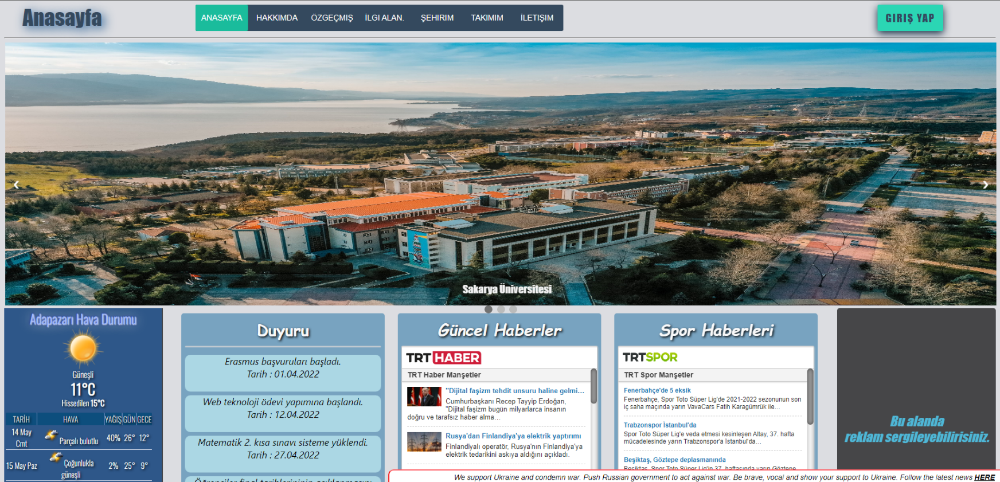 Anasayfa
ANASAYFA
HAKKIMDA
ÖZGEÇMIŞ
İLGI ALAN.
ŞEHIRIM
TAKIMIM
İLETIŞIM
GIRIŞ YAP
Sakarya Üniversitesi
Adapazarı Hava Durumu
Güneşli
11°C
Hissedilen 15°C
TARİH HAVA YAĞIŞ GÜN GECE
14 May Cmt Parçalı bulutlu 40% 26° 12°
15 May Paz Çoğunlukla güneşli 2% 25° 9°
Duyuru
Erasmus başvuruları başladı.
Tarih : 01.04.2022
Web teknoloji ödevi yapımına başlandı.
Tarih : 12.04.2022
Matematik 2. kısa sınavı sisteme yüklendi.
Tarih : 27.04.2022
Güncel Haberler
TRT HABER
TRT Haber Manşetler
"Dijital faşizm tehdit unsuru haline gelmi…
Cumhurbaşkanı Recep Tayyip Erdoğan,
"Dijital faşizm bugün milyarlarca insanın
doğru ve tarafsız haber alma…
Rusya'dan Finlandiya'ya elektrik yaptırımı
Finlandiyalı operatör, Rusya'nın Finlandiya'ya
elektrik tedarikini askıya aldığını açıkladı.
Spor Haberleri
TRTSPOR
TRT Spor Manşetler
Fenerbahçe'de 5 eksik
Fenerbahçe, Spor Toto Süper Lig'de 2021-2022 sezonunun son
iç saha maçında yarın VavaCars Fatih Karagümrük ile…
Trabzonspor İstanbul'da
Spor Toto Süper Lig'e veda etmesi kesinleşen Altay, 37. hafta
mücadelesinde yarın Trabzonspor'a İstanbul'da…
Beşiktaş, Göztepe deplasmanında
Beşiktaş, Spor Toto Süper Lig'in 37. haftasında yarın Göztepe
Bu alanda
reklam sergileyebilirisiniz.
We support Ukraine and condemn war. Push Russian government to act against war. Be brave, vocal and show your support to Ukraine. Follow the latest news HERE